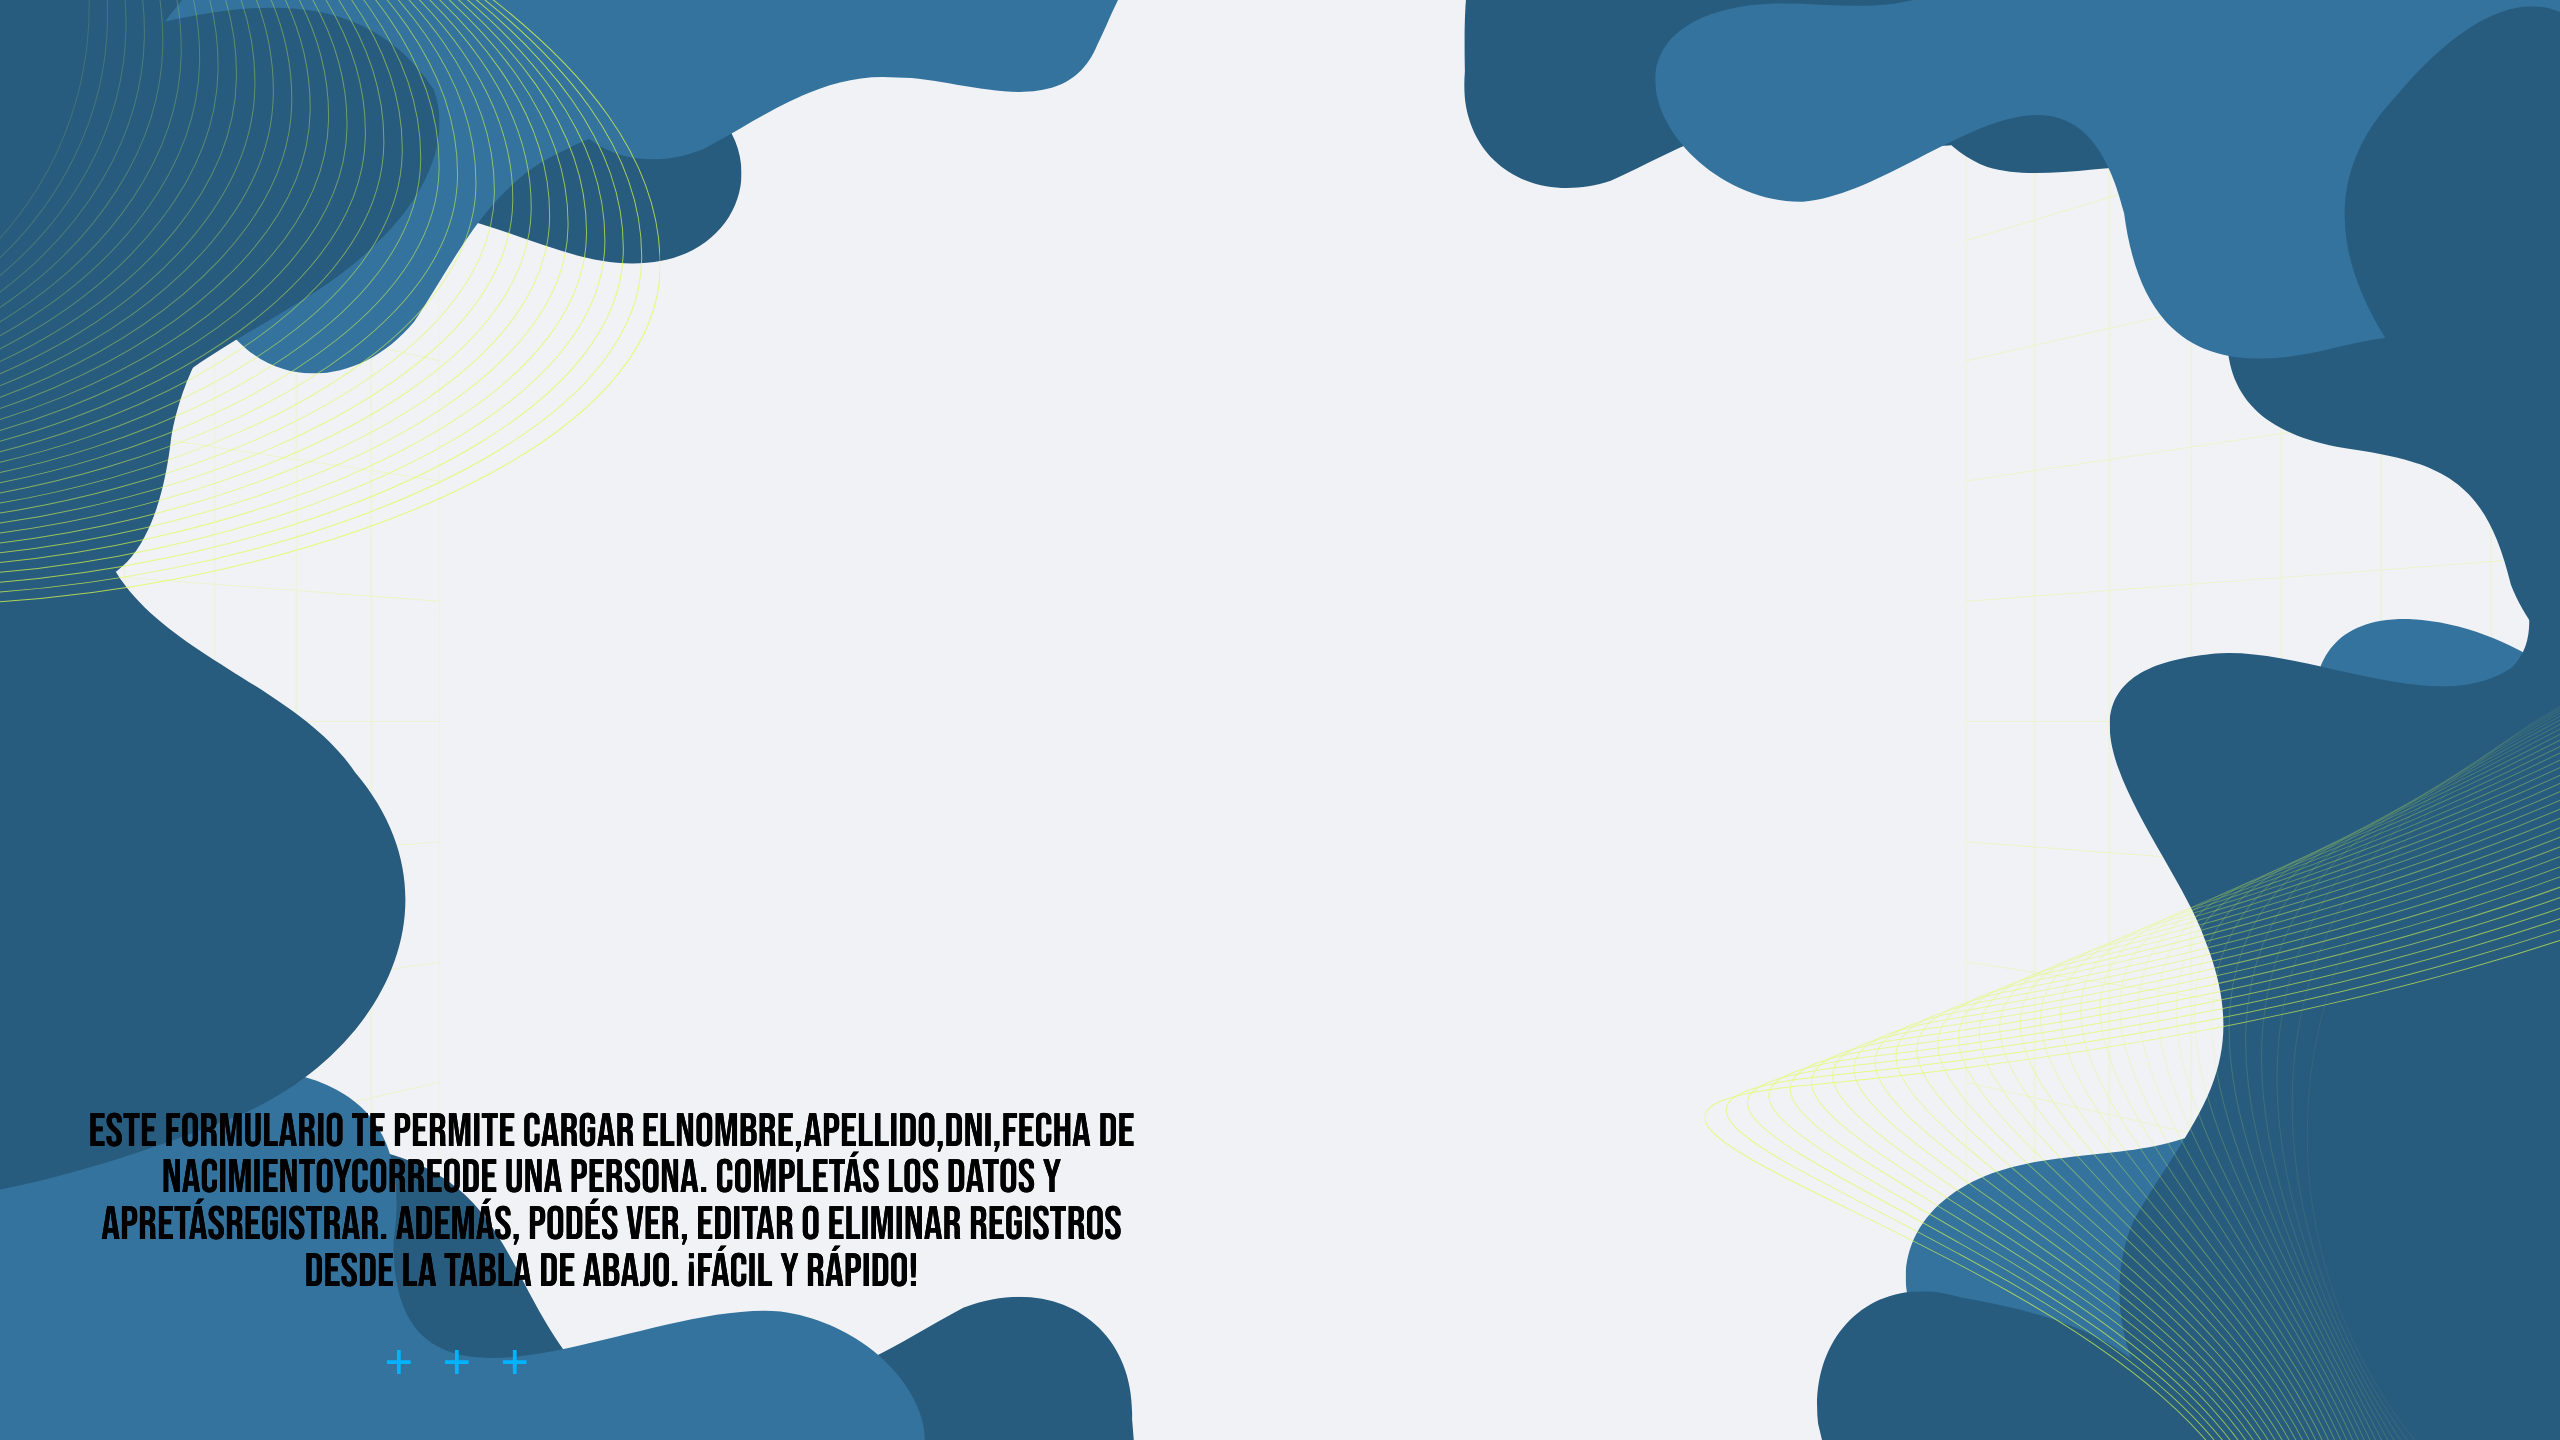 ESTE FORMULARIO TE PERMITE CARGAR ELNOMBRE,APELLIDO,DNI,FECHA DE
NACIMIENTOYCORREODE UNA PERSONA. COMPLETÁS LOS DATOS Y
APRETÁSREGISTRAR. ADEMÁS, PODÉS VER, EDITAR O ELIMINAR REGISTROS
DESDE LA TABLA DE ABAJO. ¡FÁCIL Y RÁPIDO!